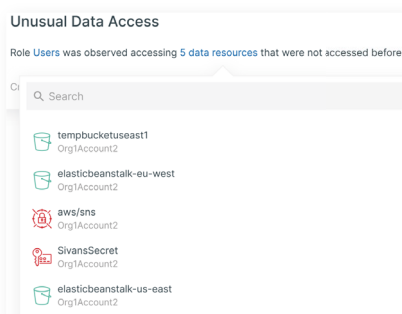 Unusual Data Access
Role Users was observed accessing 5 data resources that were not accessed before
Search
tempbucketuseast1
Org1Account2
elasticbeanstalk-eu-west
Org1Account2
aws/sns
Org1Account2
SivansSecret
Org1Account2
elasticbeanstalk-us-east
Org1Account2